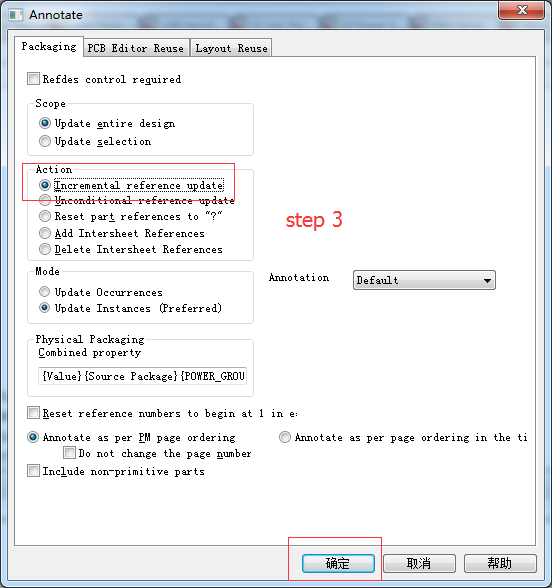 Annotate
Packaging PCB Editor Reuse Layout Reuse
Refdes control required
Scope
Update entire design
Update selection
Action
Incremental reference update
Unconditional reference update
Reset part references to "?"
Add Intersheet References
Delete Intersheet References
step 3
Mode
Update Occurrences
Update Instances (Preferred)
Annotation Default
Physical Packaging
Combined property
{Value}{Source Package}{POWER_GROU
Reset reference numbers to begin at 1 in e
Annotate as per PM page ordering Annotate as per page ordering in the ti
Do not change the page number
Include non-primitive parts
确定 取消 帮助